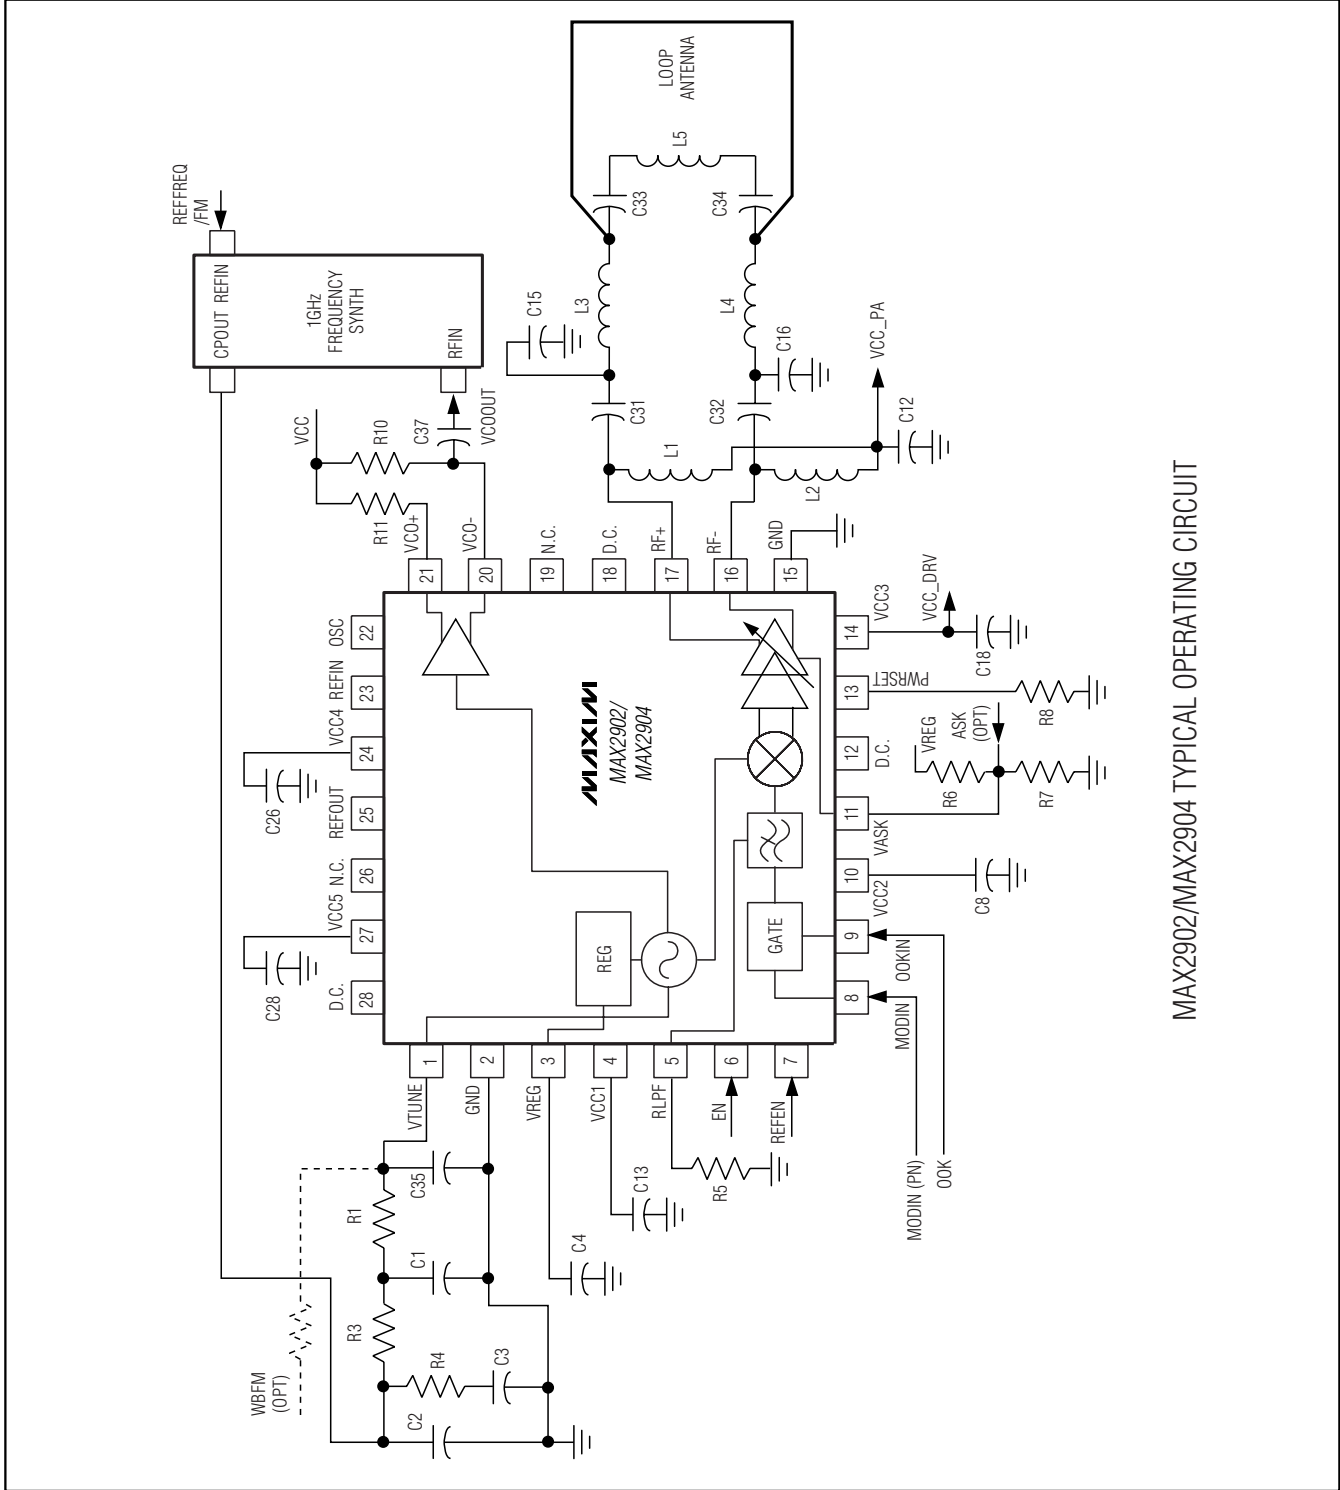 LOOP
ANTENNA
L5
C33
C34
REFFREQ
/FM
CPOUT REFIN
1GHz
FREQUENCY
SYNTH
RFIN
L3
C15
L4
C16
VCC_PA
C31
C32
C12
L1
L2
VCC
R10
C37
VCOOUT
R11
VCO+
VCO-
N.C.
D.C.
RF+
RF-
GND
21
20
19
18
17
16
15
OSC
22
REFIN
23
VCC4
24
C26
REFOUT
25
N.C.
26
VCC5
27
C28
D.C.
28
MAXIM
MAX2902/
MAX2904
REG
GATE
14
VCC3
VCC_DRV
C18
13
PWRSET
R8
12
D.C.
VREG
ASK
(OPT)
R6
R7
11
VASK
10
VCC2
C8
9
OOKIN
8
MODIN
1
2
3
4
5
6
7
VTUNE
GND
VREG
VCC1
RLPF
EN
REFEN
C35
R1
C1
R3
R4
C3
C2
WBFM
(OPT)
C4
C13
R5
MODIN (PN)
OOK
MAX2902/MAX2904 TYPICAL OPERATING CIRCUIT